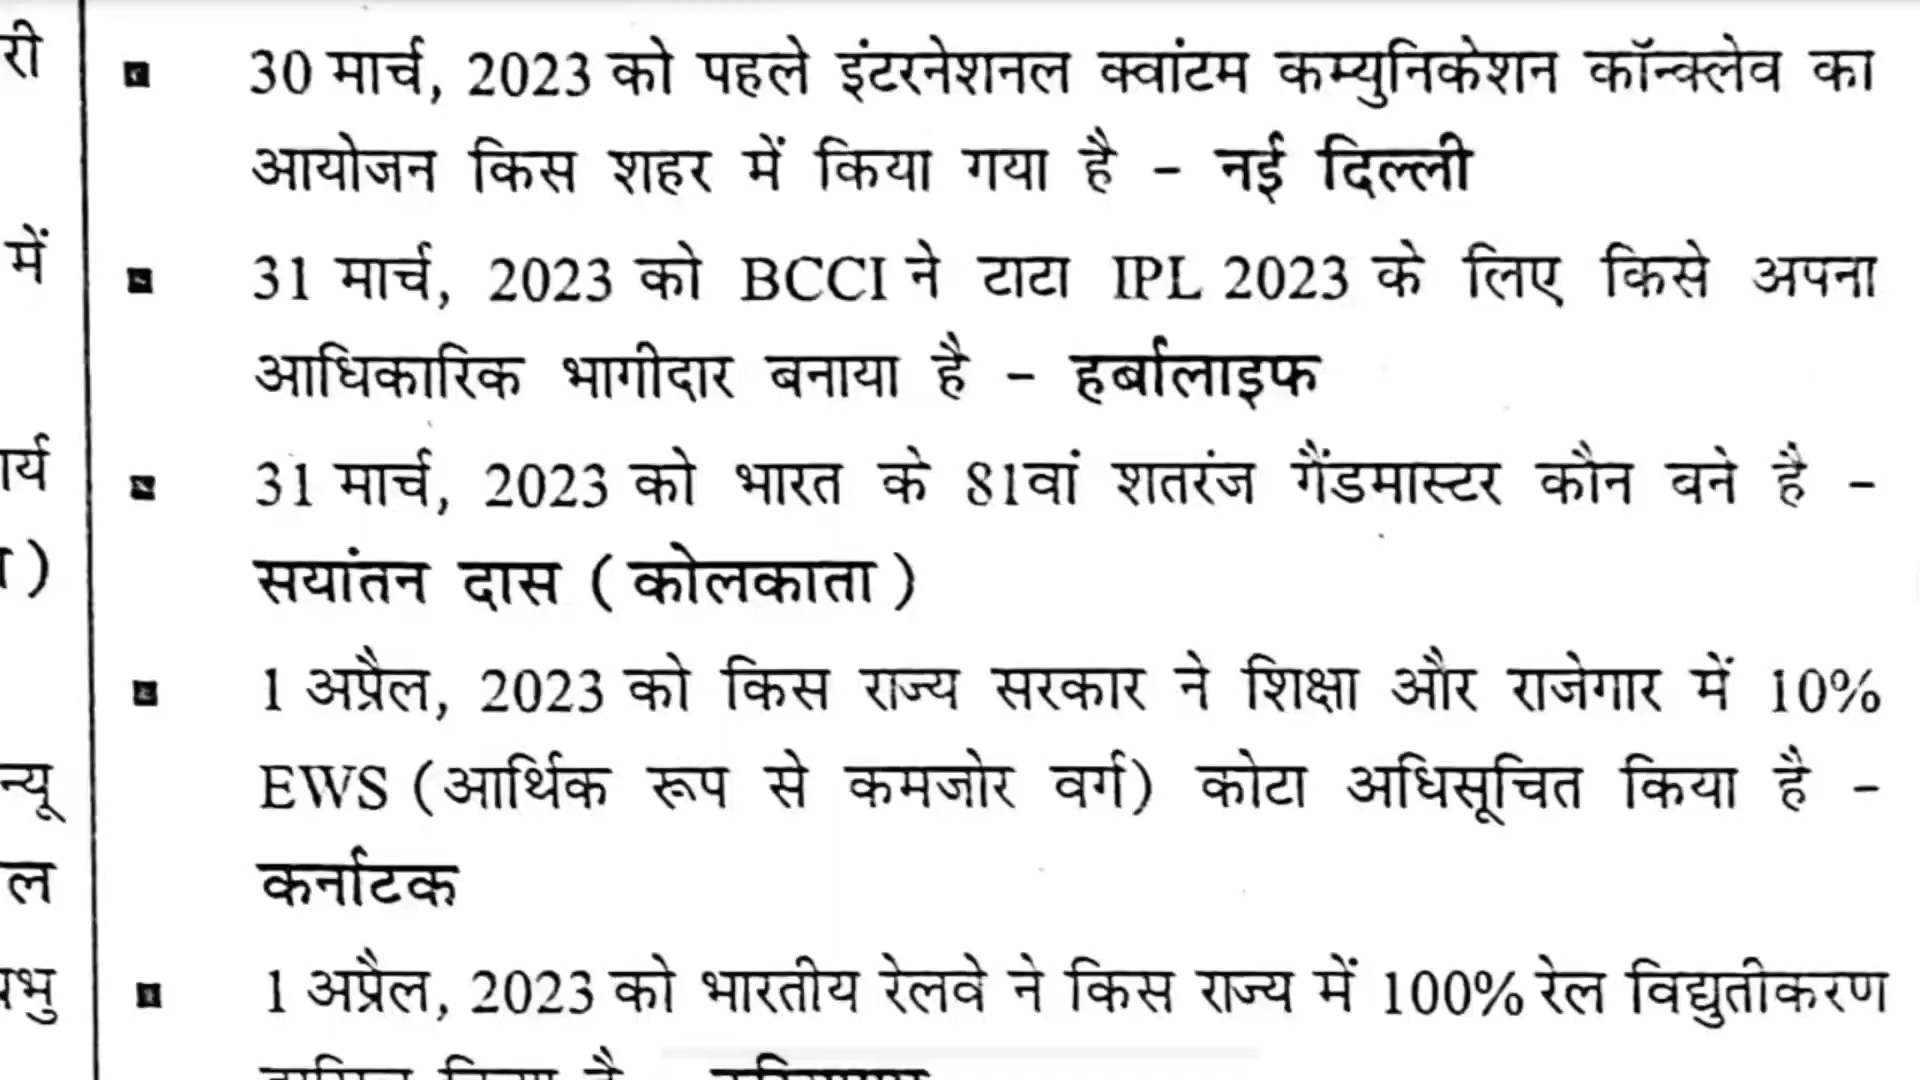 री
में
न्यू
ल
30 मार्च, 2023 को पहले इंटरनेशनल क्वांटम कम्युनिकेशन कॉन्क्लेव का
आयोजन किस शहर में किया गया है - नई दिल्ली
31 मार्च, 2023 को BCCI ने टाटा IPL 2023 के लिए किसे अपना
आधिकारिक भागीदार बनाया है - हर्बालाइफ
31 मार्च, 2023 को भारत के 81वां शतरंज गैंडमास्टर कौन बने है -
सयांतन दास (कोलकाता)
1 अप्रैल, 2023 को किस राज्य सरकार ने शिक्षा और राजेगार में 10%
EWS (आर्थिक रूप से कमजोर वर्ग) कोटा अधिसूचित किया है -
कर्नाटक
1 अप्रैल, 2023 को भारतीय रेलवे ने किस राज्य में 100% रेल विद्युतीकरण